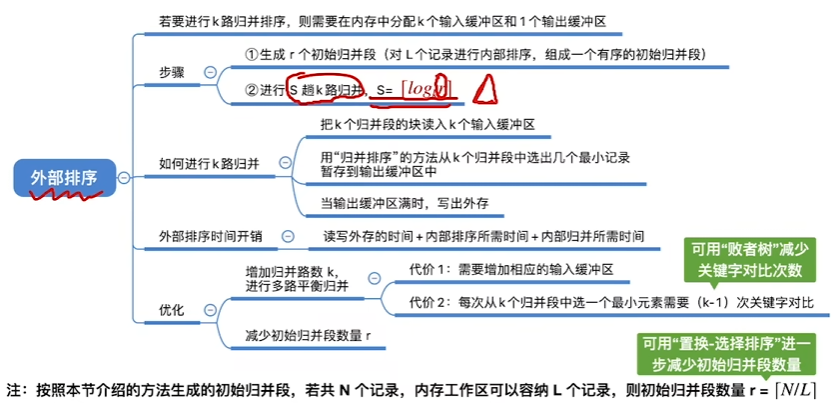 若要进行k路归并排序，则需要在内存中分配k个输入缓冲区和1个输出缓冲区
①生成 r 个初始归并段（对 L 个记录进行内部排序，组成一个有序的初始归并段）
步骤
②进行 S 趟k路归并，S=
把k个归并段的块读入k个输入缓冲区
如何进行k路归并
用“归并排序”的方法从k个归并段中选出几个最小记录
暂存到输出缓冲区中
当输出缓冲区满时，写出外存
外部排序
外部排序时间开销
读写外存的时间＋内部排序所需时间＋内部归并所需时间
可用“败者树”减少
关键字对比次数
增加归并路数 k，
进行多路平衡归并
代价 1：需要增加相应的输入缓冲区
代价 2：每次从k个归并段中选一个最小元素需要（k-1）次关键字对比
优化
减少初始归并段数量 r
可用“置换-选择排序”进一
步减少初始归并段数量
注：按照本节介绍的方法生成的初始归并段，若共 N 个记录，内存工作区可以容纳 L 个记录，则初始归并段数量 r = ⌈N/L⌉